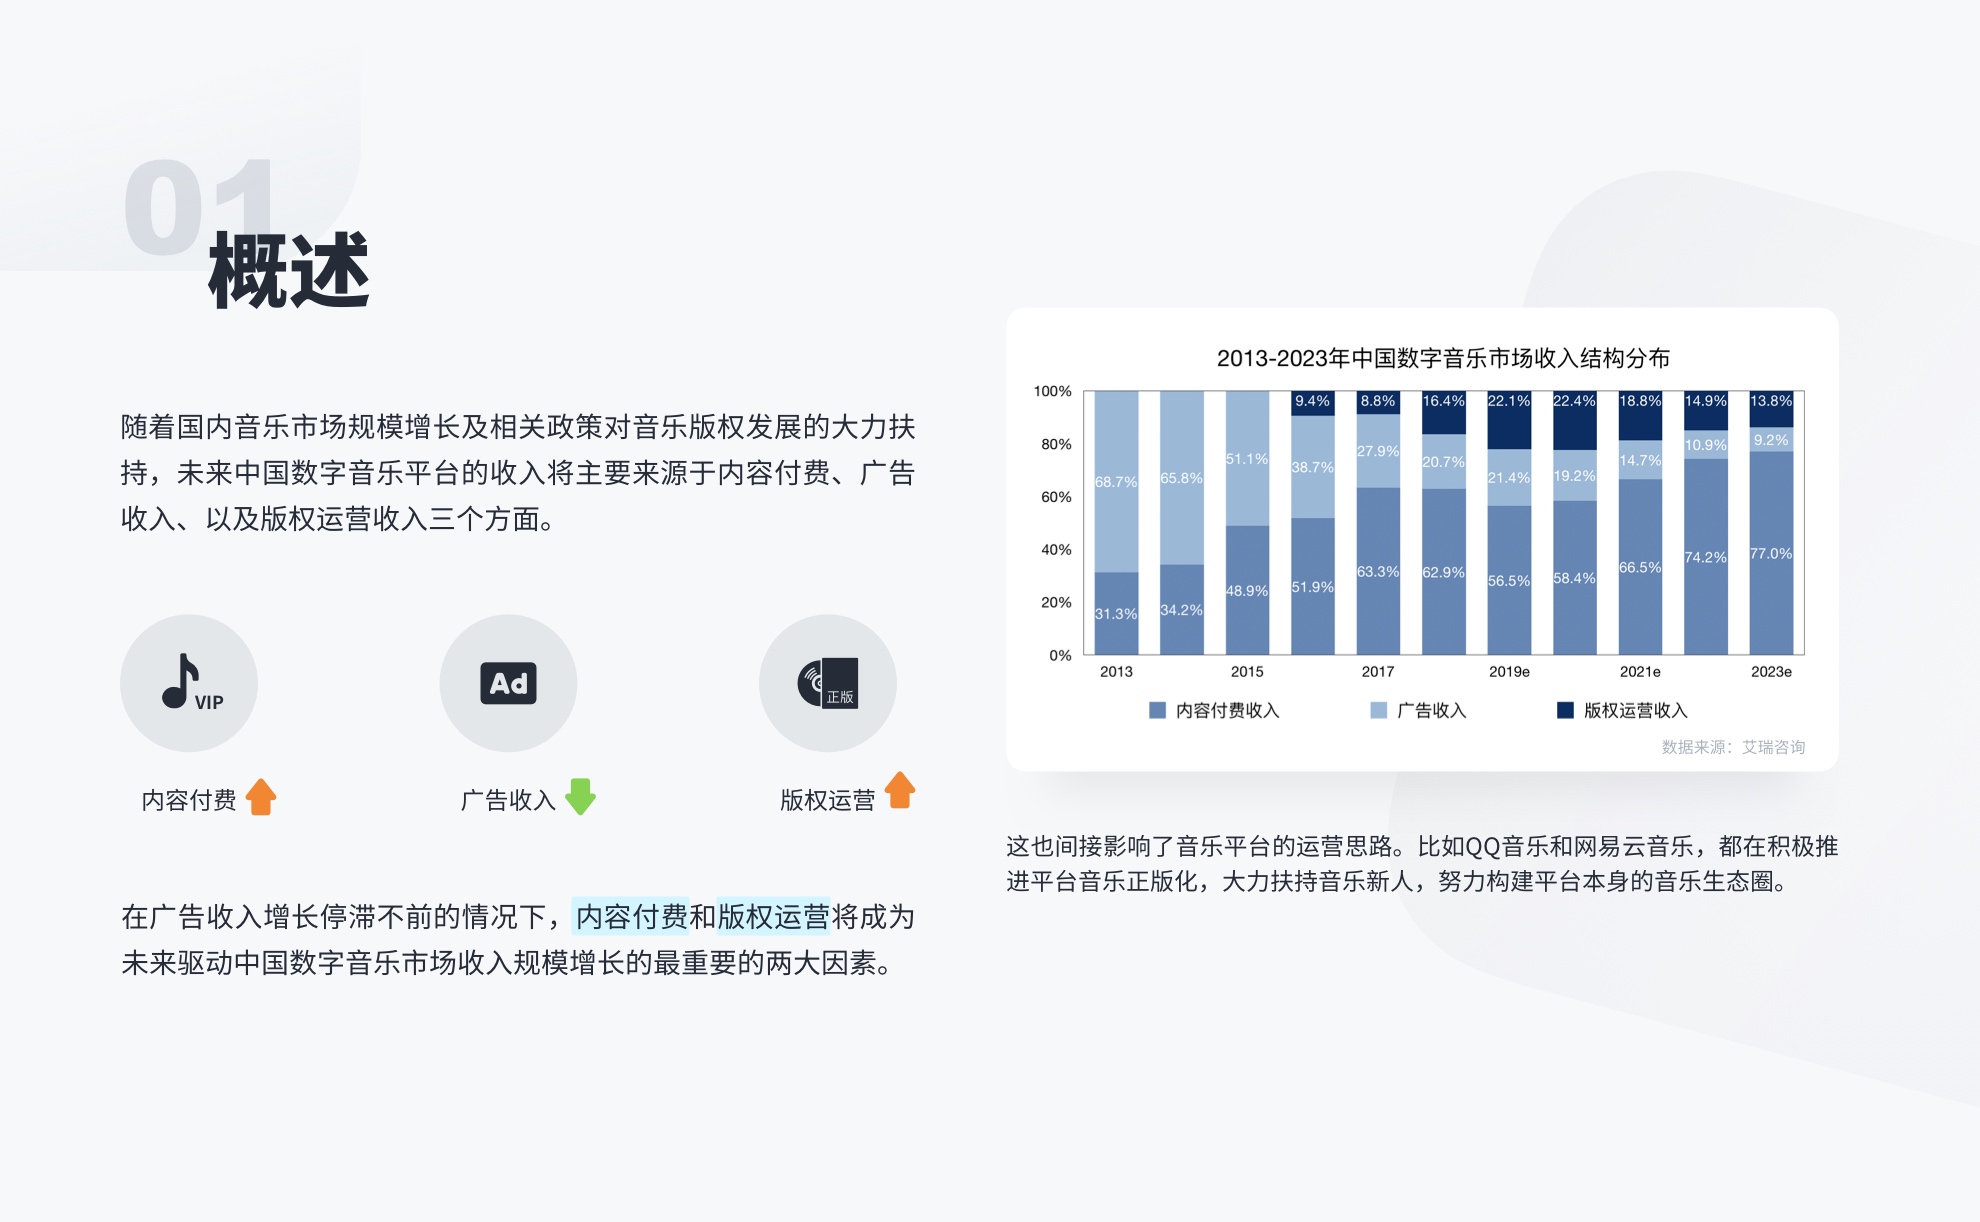 01
概述
随着国内音乐市场规模增长及相关政策对音乐版权发展的大力扶
持，未来中国数字音乐平台的收入将主要来源于内容付费、广告
收入、以及版权运营收入三个方面。
VIP
Ad
正版
内容付费
广告收入
版权运营
在广告收入增长停滞不前的情况下，内容付费和版权运营将成为
未来驱动中国数字音乐市场收入规模增长的最重要的两大因素。
2013-2023年中国数字音乐市场收入结构分布
100%
80%
60%
40%
20%
0%
9.4% 8.8% 16.4% 22.1% 22.4% 18.8% 14.9% 13.8%
68.7% 65.8% 51.1% 38.7% 27.9% 20.7% 21.4% 19.2% 14.7% 10.9% 9.2%
31.3% 34.2% 48.9% 51.9% 63.3% 62.9% 56.5% 58.4% 66.5% 74.2% 77.0%
2013 2015 2017 2019e 2021e 2023e
内容付费收入 广告收入 版权运营收入
数据来源：艾瑞咨询
这也间接影响了音乐平台的运营思路。比如QQ音乐和网易云音乐，都在积极推
进平台音乐正版化，大力扶持音乐新人，努力构建平台本身的音乐生态圈。